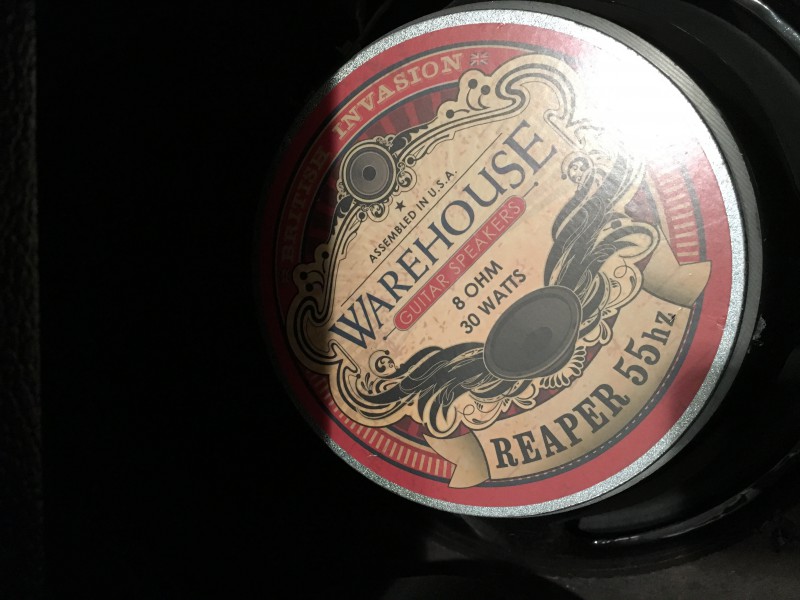 BRITISH INVASION
ASSEMBLED IN U.S.A.
WAREHOUSE
GUITAR SPEAKERS
8 OHM
30 WATTS
REAPER 55hz